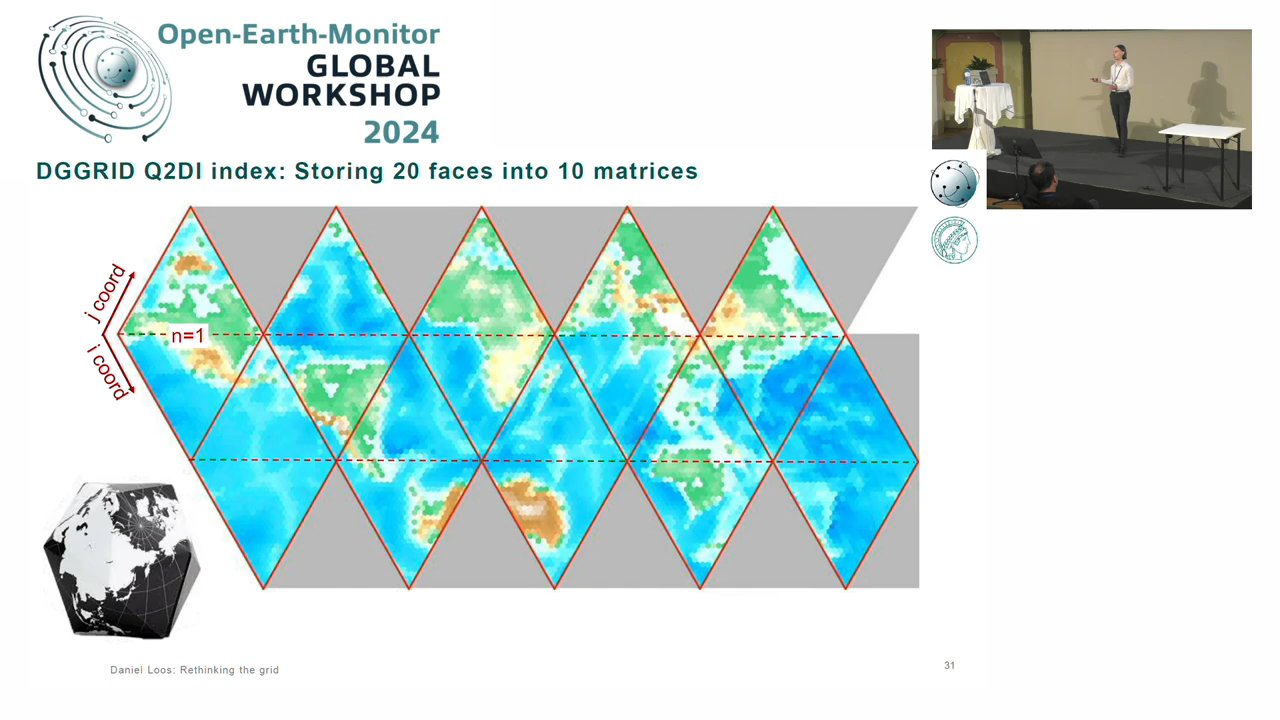 Open-Earth-Monitor
GLOBAL
WORKSHOP
2024
DGGRID Q2DI index: Storing 20 faces into 10 matrices
j coord
n=1
i coord
Daniel Loos: Rethinking the grid
31